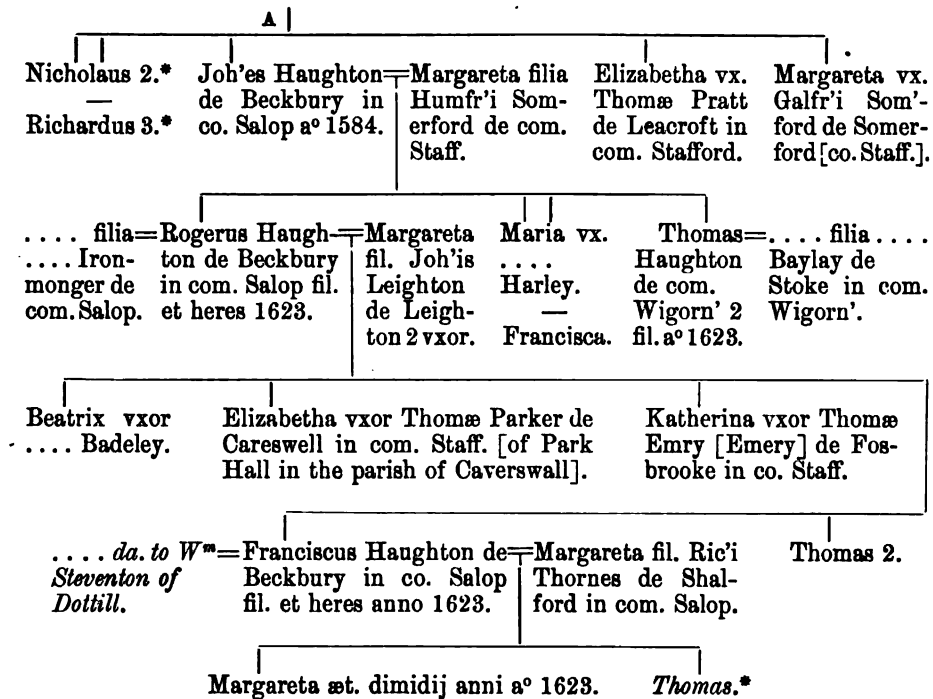 A
Nicholaus 2.*
—
Richardus 3.*
Joh'es Haughton
de Beckbury in
co. Salop aº 1584.
Margareta filia
Humfr'i Som-
erford de com.
Staff.
Elizabetha vx.
Thomæ Pratt
de Leacroft in
com. Stafford.
Margareta vx.
Galfr'i Som'-
ford de Somer-
ford [co. Staff.].
. . . . filia
. . . . Iron-
monger de
com. Salop.
Rogerus Haugh-
ton de Beckbury
in com. Salop fil.
et heres 1623.
Margareta
fil. Joh'is
Leighton
de Leigh-
ton 2 vxor.
Maria vx.
. . . .
Harley.
—
Francisca.
Thomas
Haughton
de com.
Wigorn' 2
fil. aº 1623.
. . . . filia . . . .
Baylay de
Stoke in com.
Wigorn'.
Beatrix vxor
. . . . Badeley.
Elizabetha vxor Thomæ Parker de
Careswell in com. Staff. [of Park
Hall in the parish of Caverswall].
Katherina vxor Thomæ
Emry [Emery] de Fos-
brooke in co. Staff.
. . . . da. to Wᵐ
Steventon of
Dottill.
Franciscus Haughton de
Beckbury in co. Salop
fil. et heres anno 1623.
Margareta fil. Ric'i
Thornes de Shal-
ford in com. Salop.
Thomas 2.
Margareta æt. dimidij anni aº 1623.
Thomas.*